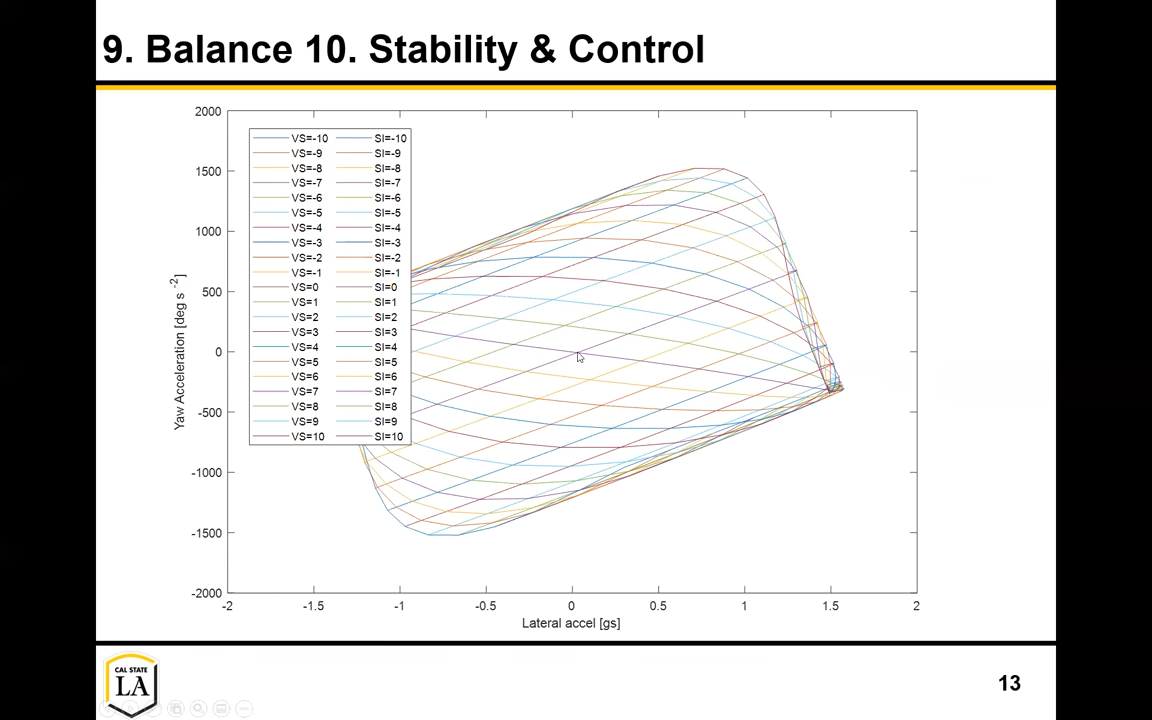 9. Balance 10. Stability & Control
2000
1500
1000
500
0
-500
-1000
-1500
-2000
Yaw Acceleration [deg s⁻²]
VS=-10 SI=-10
VS=-9 SI=-9
VS=-8 SI=-8
VS=-7 SI=-7
VS=-6 SI=-6
VS=-5 SI=-5
VS=-4 SI=-4
VS=-3 SI=-3
VS=-2 SI=-2
VS=-1 SI=-1
VS=0 SI=0
VS=1 SI=1
VS=2 SI=2
VS=3 SI=3
VS=4 SI=4
VS=5 SI=5
VS=6 SI=6
VS=7 SI=7
VS=8 SI=8
VS=9 SI=9
VS=10 SI=10
-2 -1.5 -1 -0.5 0 0.5 1 1.5 2
Lateral accel [gs]
CAL STATE
LA
13